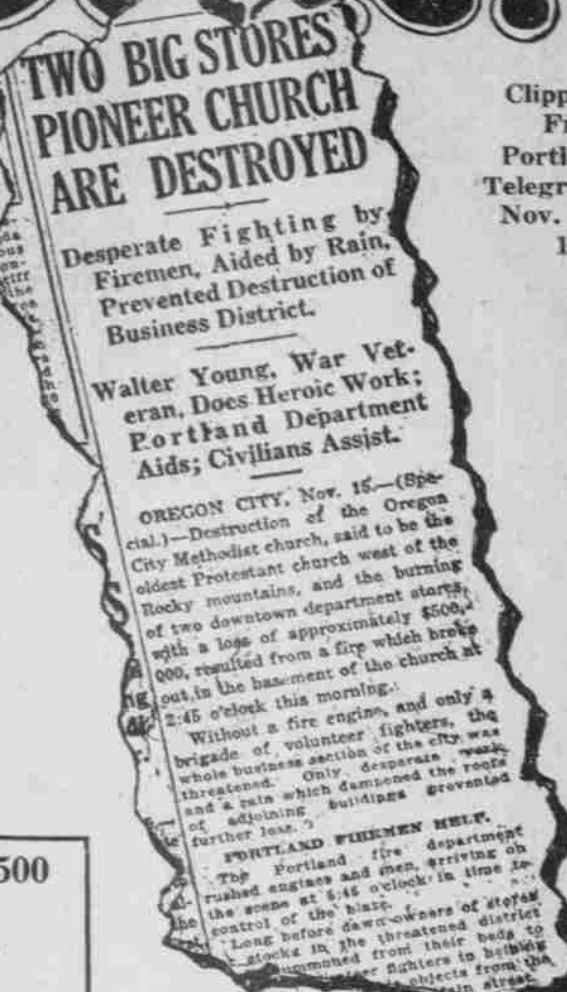 TWO BIG STORES
PIONEER CHURCH
ARE DESTROYED
Desperate Fighting by
Firemen, Aided by Rain,
Prevented Destruction of
Business District.
Walter Young, War Vet-
eran, Does Heroic Work;
Portland Department
Aids; Civilians Assist.
OREGON CITY, Nov. 15.—(Spe-
cial.)—Destruction of the Oregon
City Methodist church, said to be the
oldest Protestant church west of the
Rocky mountains, and the burning
of two downtown department stores,
with a loss of approximately $500,-
000, resulted from a fire which broke
out in the basement of the church at
2:45 o'clock this morning.
Without a fire engine, and only a
brigade of volunteer fighters, the
whole business section of the city was
threatened. Only desperate work
and a rain which dampened the roofs
of adjoining buildings prevented
further loss.
PORTLAND FIREMEN HELP.
The Portland fire department
rushed engines and men, arriving on
the scene at 5:45 o'clock in time to
control of the blaze.
Long before dawn owners of stores
stocks in the threatened district
summoned from their beds to
fighters in helping
objects from the
street
Clipp
Fr
Portl
Telegr
Nov.
1
500